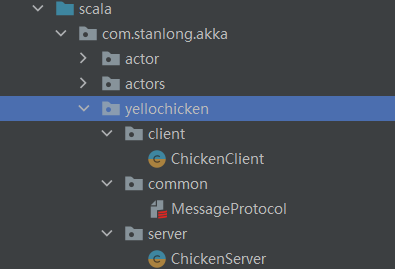 scala
com.stanlong.akka
actor
actors
yellochicken
client
ChickenClient
common
MessageProtocol
server
ChickenServer